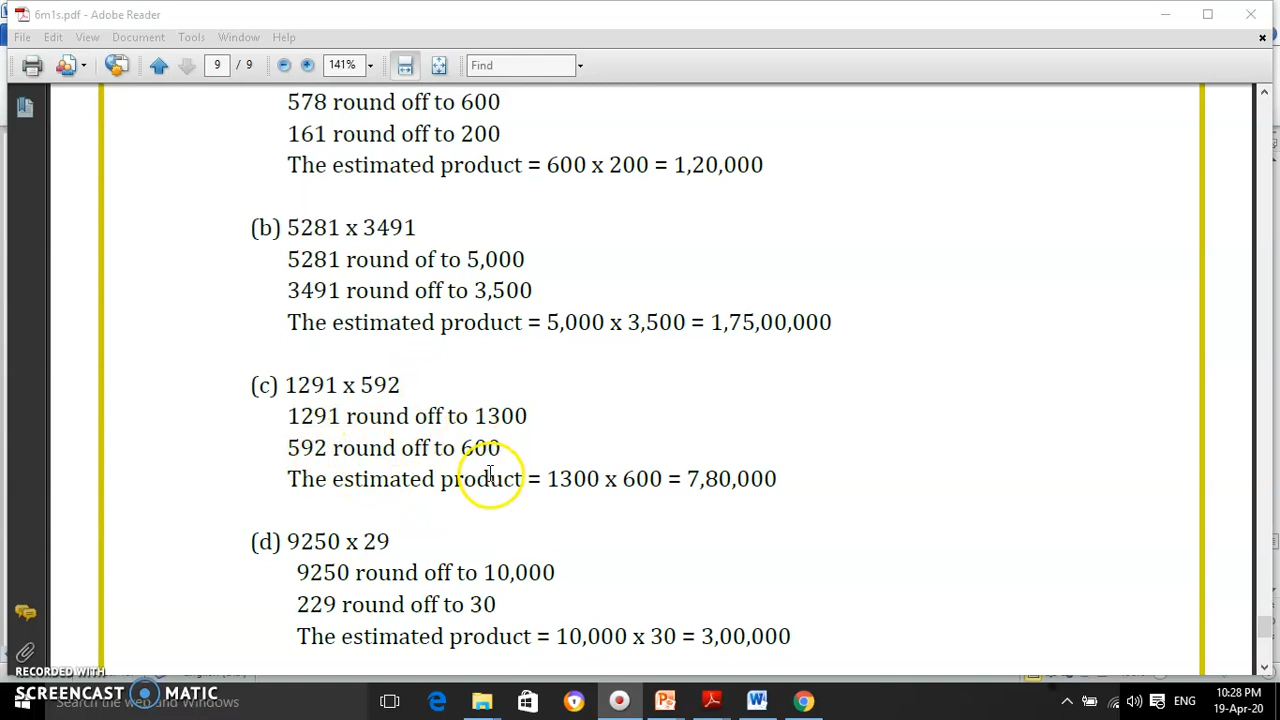 6m1s.pdf - Adobe Reader
File Edit View Document Tools Window Help
9 / 9 141% Find
578 round off to 600
161 round off to 200
The estimated product = 600 x 200 = 1,20,000
(b) 5281 x 3491
5281 round of to 5,000
3491 round off to 3,500
The estimated product = 5,000 x 3,500 = 1,75,00,000
(c) 1291 x 592
1291 round off to 1300
592 round off to 600
The estimated product = 1300 x 600 = 7,80,000
(d) 9250 x 29
9250 round off to 10,000
229 round off to 30
The estimated product = 10,000 x 30 = 3,00,000
RECORDED WITH
SCREENCAST MATIC
Search the web and Windows
ENG
10:28 PM
19-Apr-20